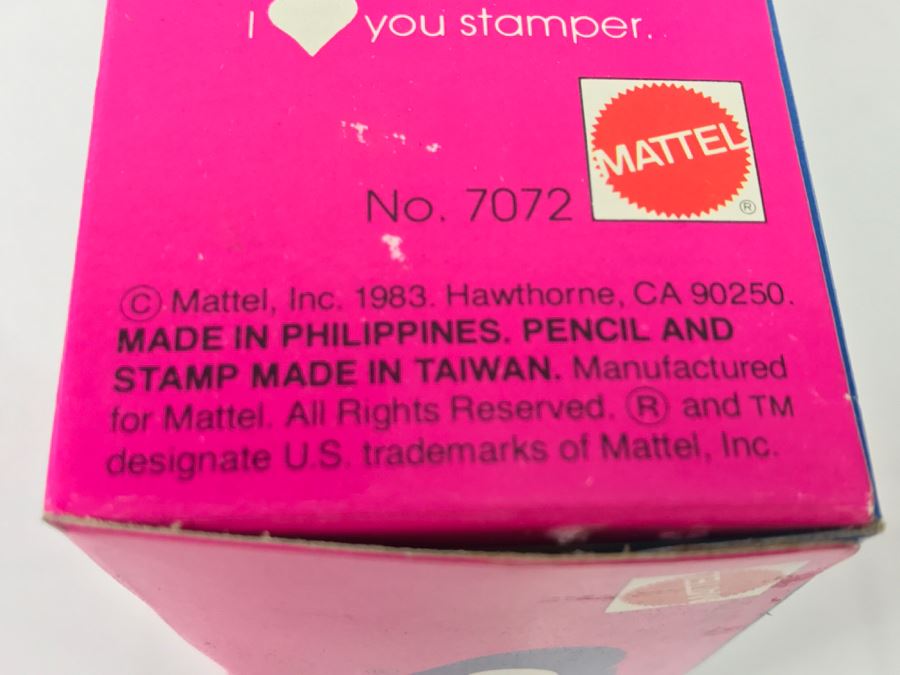 I ♥ you stamper.
MATTEL
®
No. 7072
© Mattel, Inc. 1983. Hawthorne, CA 90250.
MADE IN PHILIPPINES. PENCIL AND
STAMP MADE IN TAIWAN. Manufactured
for Mattel. All Rights Reserved. ® and TM
designate U.S. trademarks of Mattel, Inc.
MATTEL